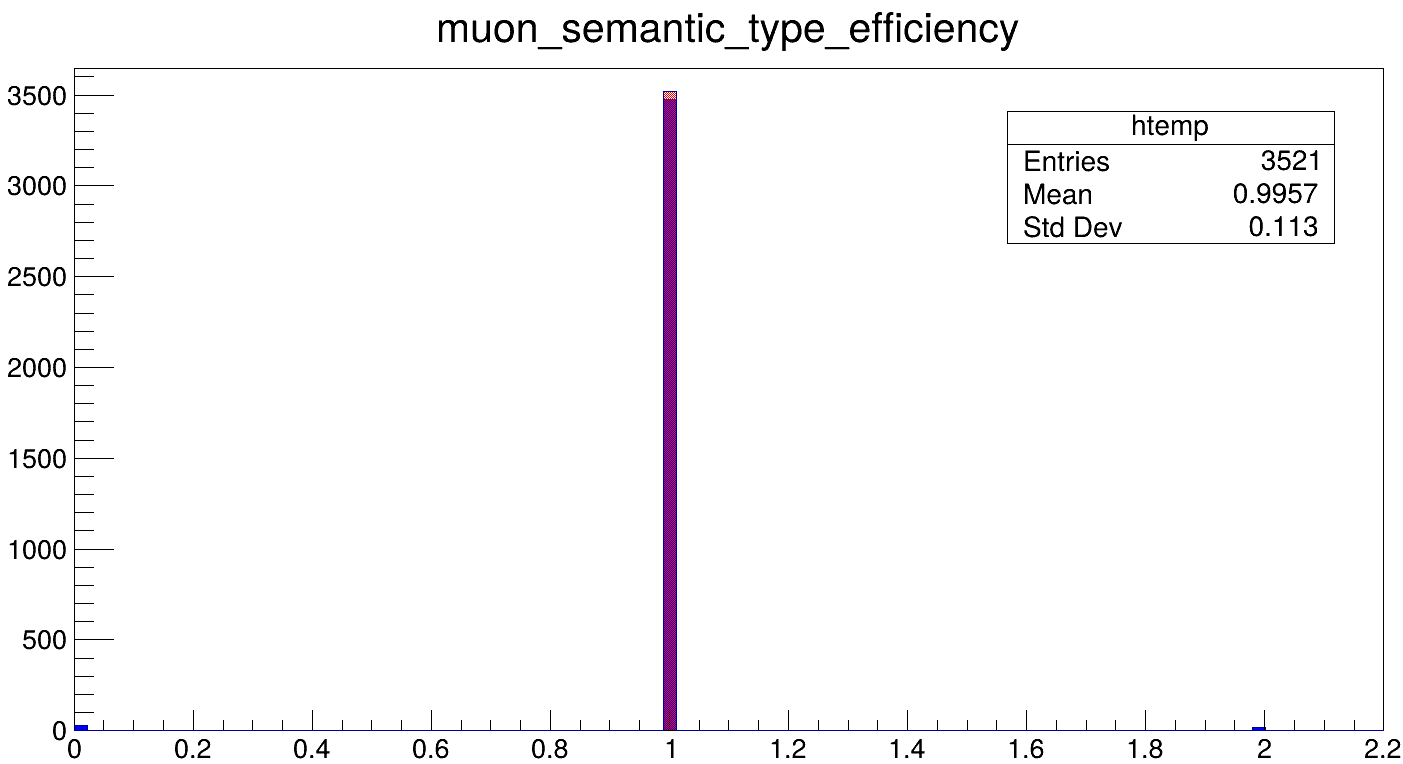 muon_semantic_type_efficiency
3500
3000
2500
2000
1500
1000
500
0
htemp
Entries 3521
Mean 0.9957
Std Dev 0.113
0 0.2 0.4 0.6 0.8 1 1.2 1.4 1.6 1.8 2 2.2